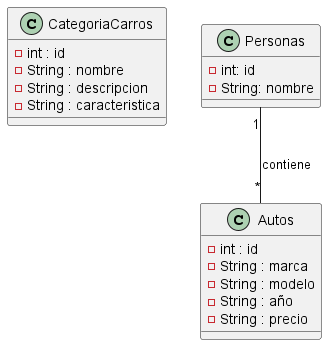 C CategoriaCarros
int : id
String : nombre
String : descripcion
String : caracteristica
C Personas
int: id
String: nombre
1
contiene
*
C Autos
int : id
String : marca
String : modelo
String : año
String : precio